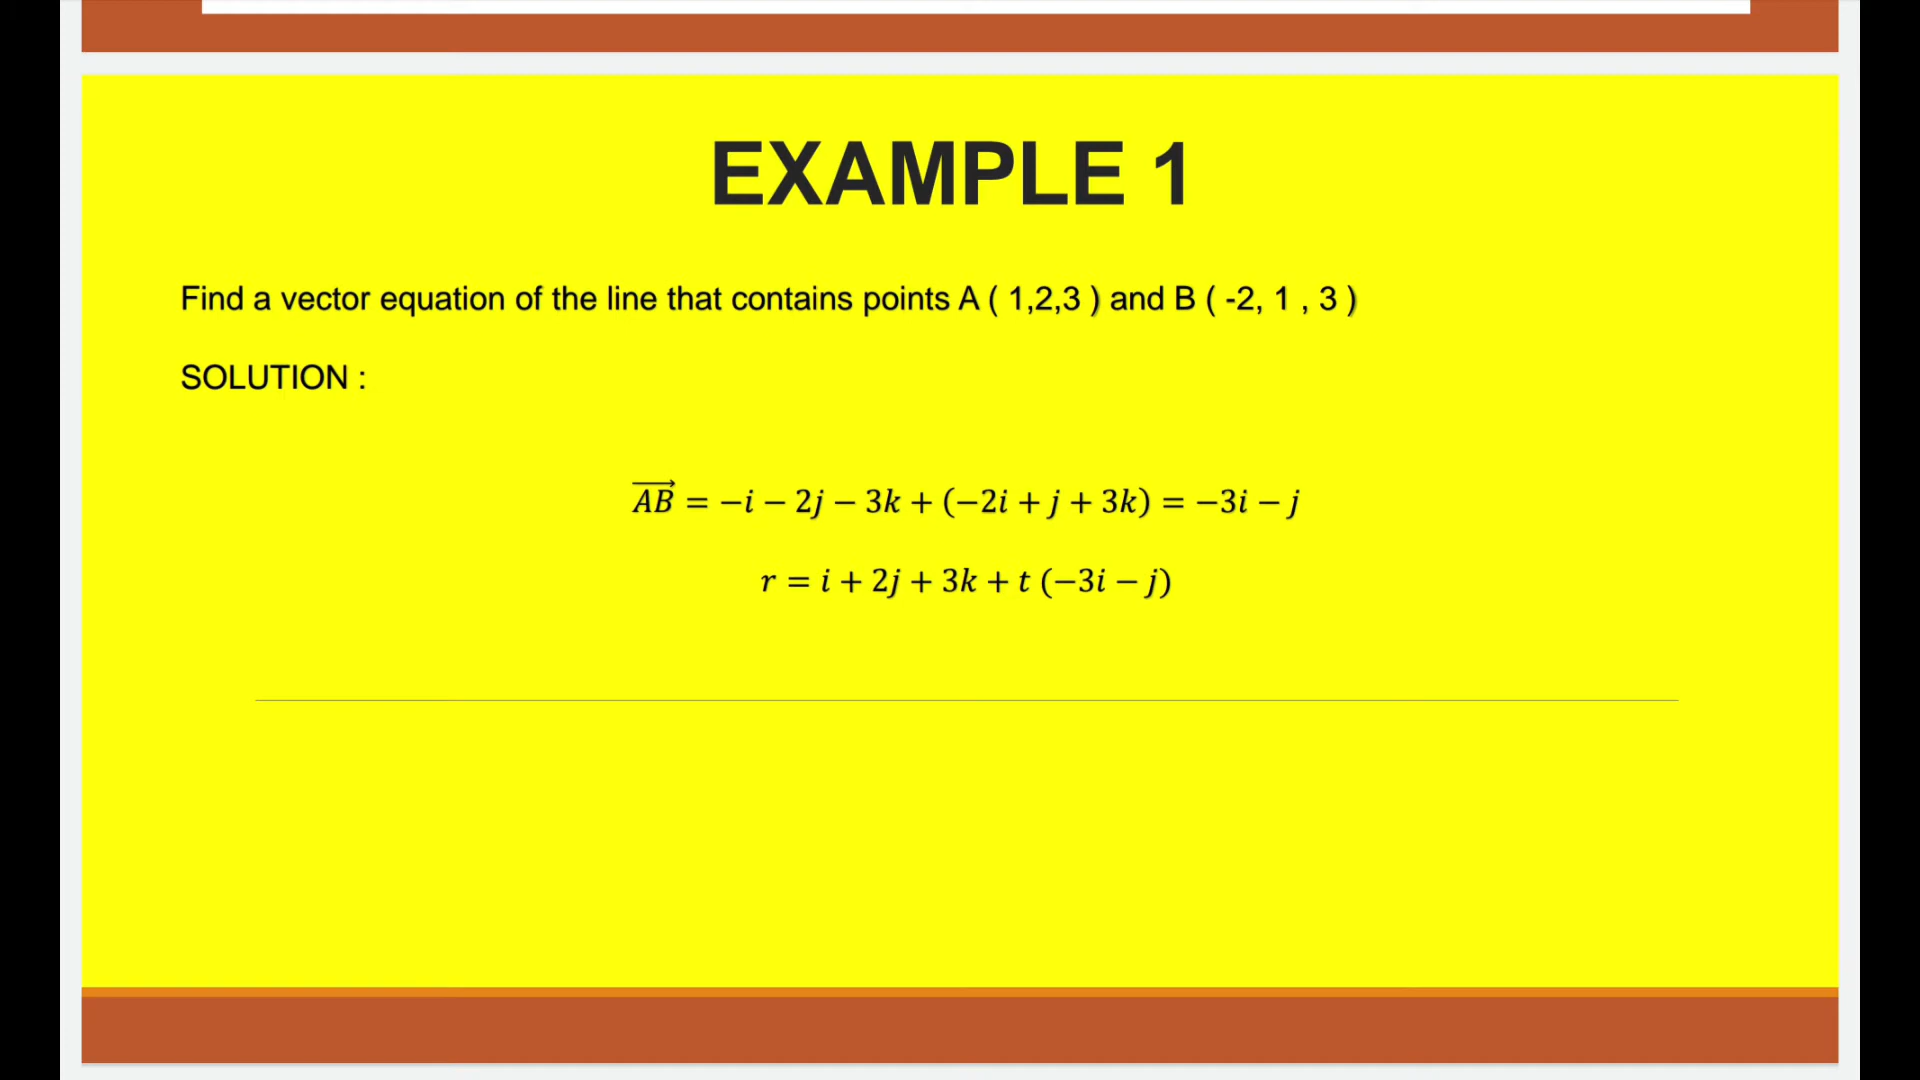 EXAMPLE 1
Find a vector equation of the line that contains points A ( 1,2,3 ) and B ( -2, 1 , 3 )
SOLUTION :
$\overrightarrow{AB} = -i - 2j - 3k + (-2i + j + 3k) = -3i - j$
$r = i + 2j + 3k + t (-3i - j)$